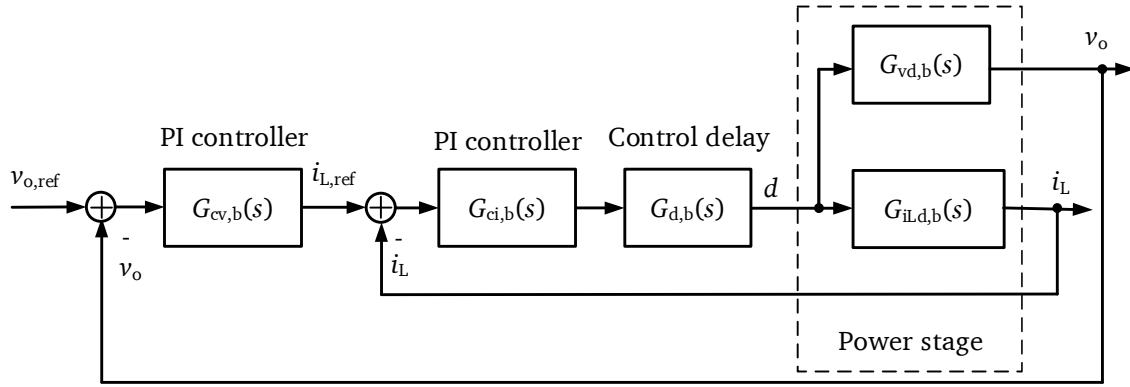 v_o
G_vd,b(s)
PI controller
PI controller
Control delay
v_o,ref
i_L,ref
d
i_L
G_cv,b(s)
G_ci,b(s)
G_d,b(s)
G_iLd,b(s)
-
-
v_o
i_L
Power stage